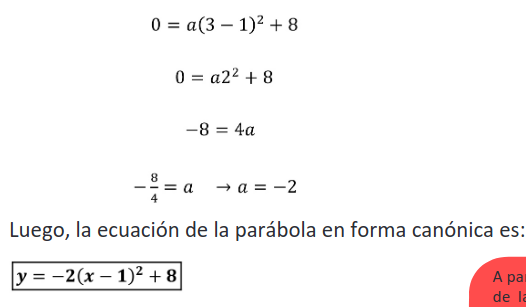 0 = a(3 − 1)² + 8
0 = a2² + 8
−8 = 4a
−8/4 = a → a = −2
Luego, la ecuación de la parábola en forma canónica es:
y = −2(x − 1)² + 8
A pa
de la